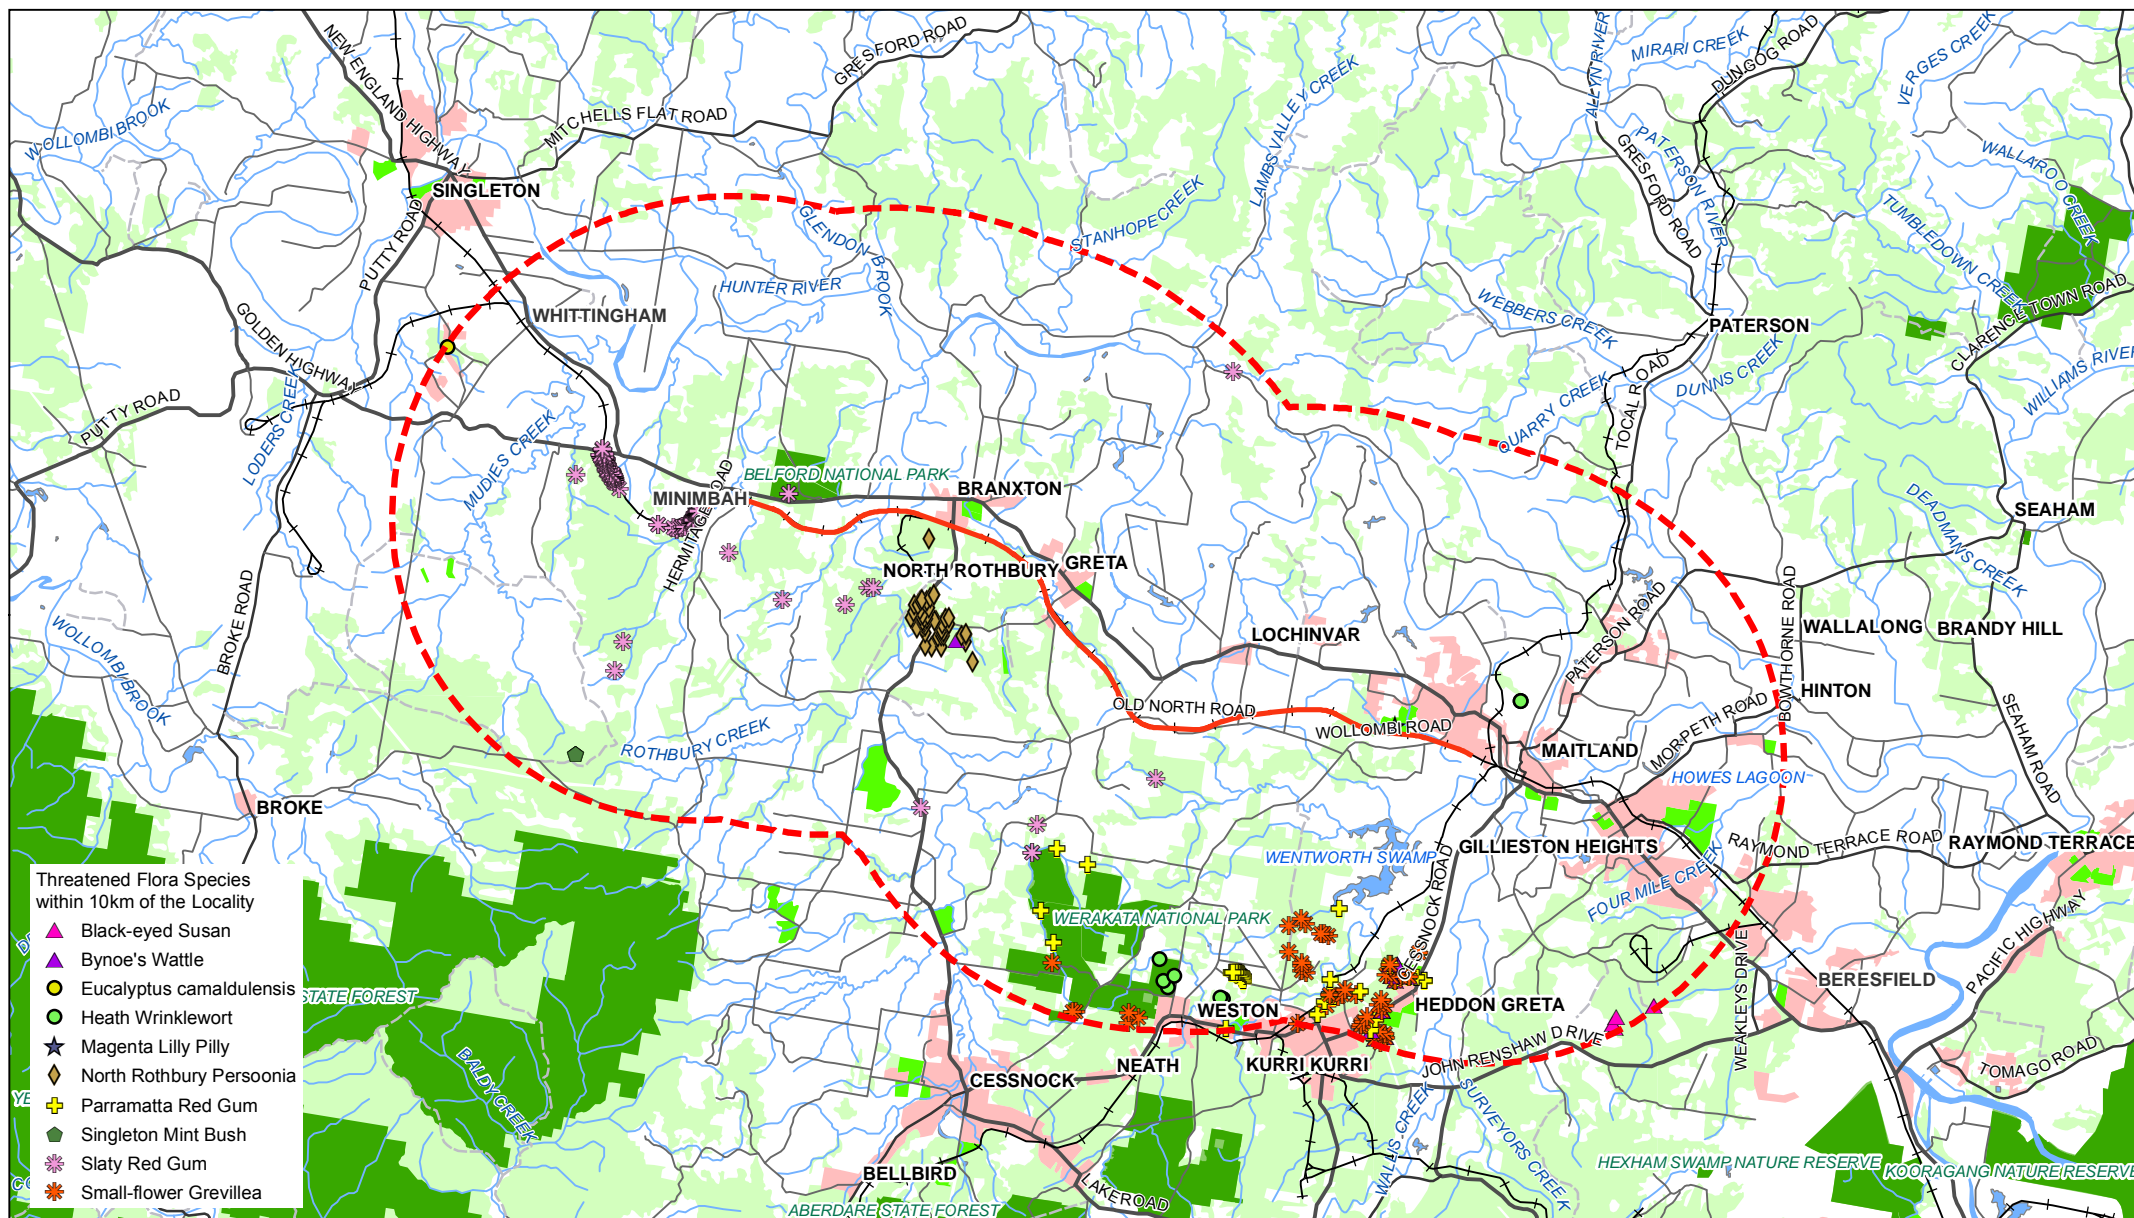 NEW ENGLAND HIGHWAY
GRESFORD ROAD
MITCHELLS FLAT ROAD
WOLLOMBI BROOK
SINGLETON
PUTTY ROAD
GLENDON BROOK
STANHOPE CREEK
LAMBS VALLEY CREEK
ALLYN RIVER
MIRARI CREEK
DUNGOG ROAD
VERGES CREEK
PATERSON RIVER
GRESFORD ROAD
WALLAROO CREEK
TUMBLEDOWN CREEK
CLARENCE TOWN ROAD
WILLIAMS RIVER
HUNTER RIVER
WHITTINGHAM
GOLDEN HIGHWAY
PUTTY ROAD
LODERS CREEK
MUDIES CREEK
WEBBERS CREEK
PATERSON
DUNNS CREEK
QUARRY CREEK
TOCAL ROAD
BELFORD NATIONAL PARK
MINIMBAH
HERMITAGE ROAD
BRANXTON
NORTH ROTHBURY
GRETA
SEAHAM
DEADMANS CREEK
BROKE ROAD
WOLLOMBI BROOK
LOCHINVAR
PATERSON ROAD
BOWTHORNE ROAD
WALLALONG
BRANDY HILL
HINTON
SEAHAM ROAD
OLD NORTH ROAD
WOLLOMBI ROAD
MAITLAND
MORPETH ROAD
HOWES LAGOON
ROTHBURY CREEK
BROKE
WENTWORTH SWAMP
GILLIESTON HEIGHTS
RAYMOND TERRACE ROAD
RAYMOND TERRACE
FOUR MILE CREEK
CESSNOCK ROAD
WERAKATA NATIONAL PARK
PACIFIC HIGHWAY
BERESFIELD
WEAKLEYS DRIVE
HEDDON GRETA
WESTON
NEATH
KURRI KURRI
JOHN RENSHAW DRIVE
TOMAGO ROAD
CESSNOCK
WALLIS CREEK
SURVEYORS CREEK
STATE FOREST
BALDY CREEK
BELLBIRD
LAKE ROAD
ABERDARE STATE FOREST
HEXHAM SWAMP NATURE RESERVE
KOORAGANG NATURE RESERVE
Threatened Flora Species
within 10km of the Locality
Black-eyed Susan
Bynoe's Wattle
Eucalyptus camaldulensis
Heath Wrinklewort
Magenta Lilly Pilly
North Rothbury Persoonia
Parramatta Red Gum
Singleton Mint Bush
Slaty Red Gum
Small-flower Grevillea